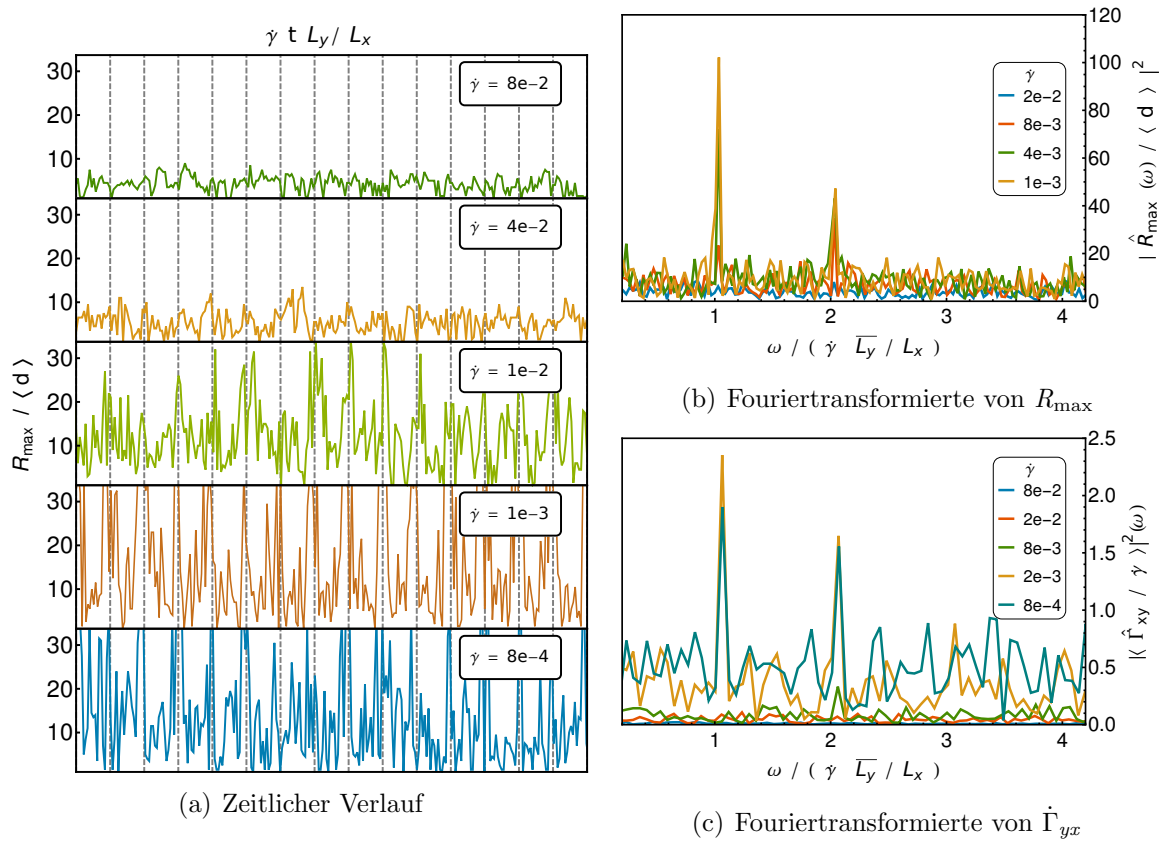 γ̇ t L_y / L_x
R_max / ⟨ d ⟩
30
20
10
γ̇ = 8e−2
30
20
10
γ̇ = 4e−2
30
20
10
γ̇ = 1e−2
30
20
10
γ̇ = 1e−3
30
20
10
γ̇ = 8e−4
(a) Zeitlicher Verlauf
120
100
80
60
40
20
0
| R̂_max (ω) / ⟨ d ⟩ |²
γ̇
2e−2
8e−3
4e−3
1e−3
1 2 3 4
ω / ( γ̇ L̅_y̅ / L_x )
(b) Fouriertransformierte von R_max
2.5
2.0
1.5
1.0
0.5
0.0
|⟨ Γ̂̇_xy / γ̇ ⟩|²(ω)
γ̇
8e−2
2e−2
8e−3
2e−3
8e−4
1 2 3 4
ω / ( γ̇ L̅_y̅ / L_x )
(c) Fouriertransformierte von Γ̇_yx